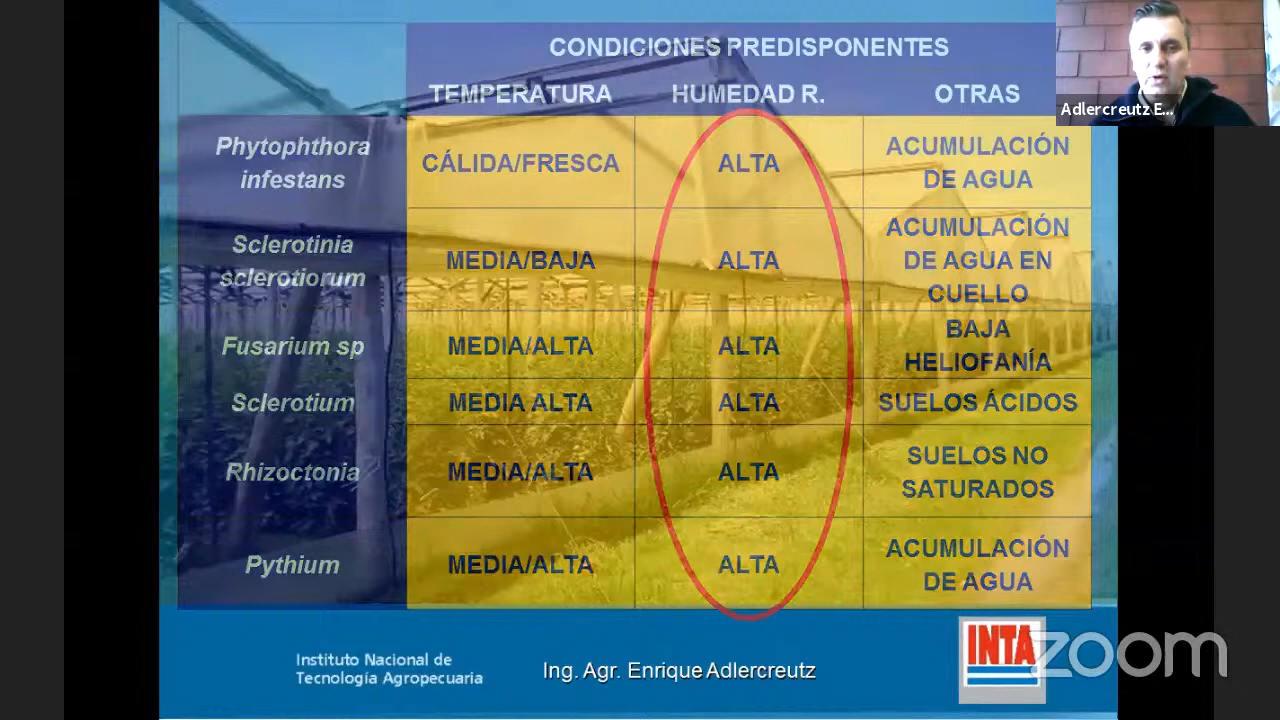 CONDICIONES PREDISPONENTES
TEMPERATURA HUMEDAD R. OTRAS
Adlercreutz E...
Phytophthora
infestans
CÁLIDA/FRESCA
ALTA
ACUMULACIÓN
DE AGUA
Sclerotinia
sclerotiorum
MEDIA/BAJA
ALTA
ACUMULACIÓN
DE AGUA EN
CUELLO
Fusarium sp
MEDIA/ALTA
ALTA
BAJA
HELIOFANÍA
Sclerotium
MEDIA ALTA
ALTA
SUELOS ÁCIDOS
Rhizoctonia
MEDIA/ALTA
ALTA
SUELOS NO
SATURADOS
Pythium
MEDIA/ALTA
ALTA
ACUMULACIÓN
DE AGUA
Instituto Nacional de
Tecnología Agropecuaria
Ing. Agr. Enrique Adlercreutz
INTA
zoom